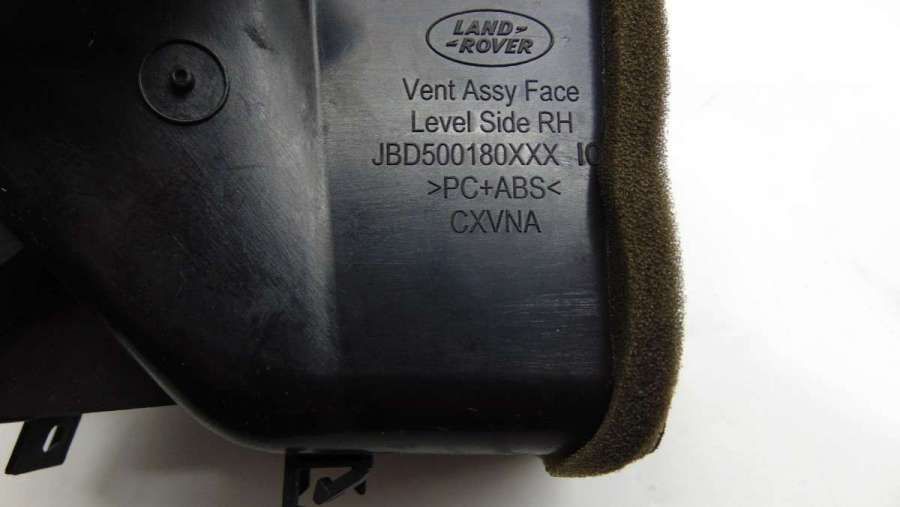 LAND-
-ROVER
Vent Assy Face
Level Side RH
JBD500180XXX
>PC+ABS<
CXVNA